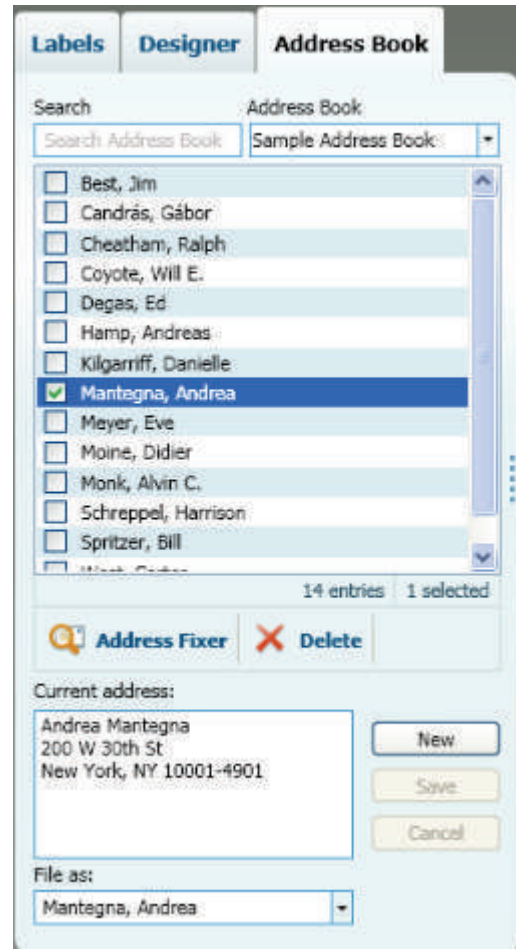 Labels Designer Address Book
Search Address Book
Search Address Book Sample Address Book
Best, Jim
Candrás, Gábor
Cheatham, Ralph
Coyote, Will E.
Degas, Ed
Hamp, Andreas
Kilgarriff, Danielle
Mantegna, Andrea
Meyer, Eve
Moine, Didier
Monk, Alvin C.
Schreppel, Harrison
Spritzer, Bill
14 entries 1 selected
Address Fixer Delete
Current address:
Andrea Mantegna
200 W 30th St
New York, NY 10001-4901
New
Save
Cancel
File as:
Mantegna, Andrea